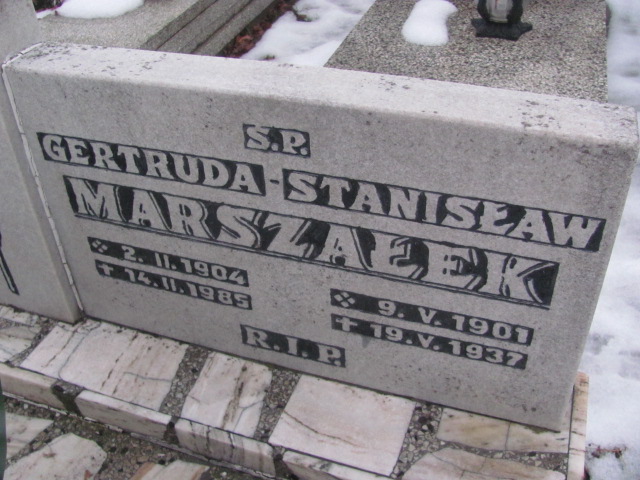 S.P.
GERTRUDA - STANISŁAW
MARSZAŁEK
✣ 2. II. 1904
✝ 14. II. 1985
✣ 9. V. 1901
✝ 19. V. 1937
R.I.P.